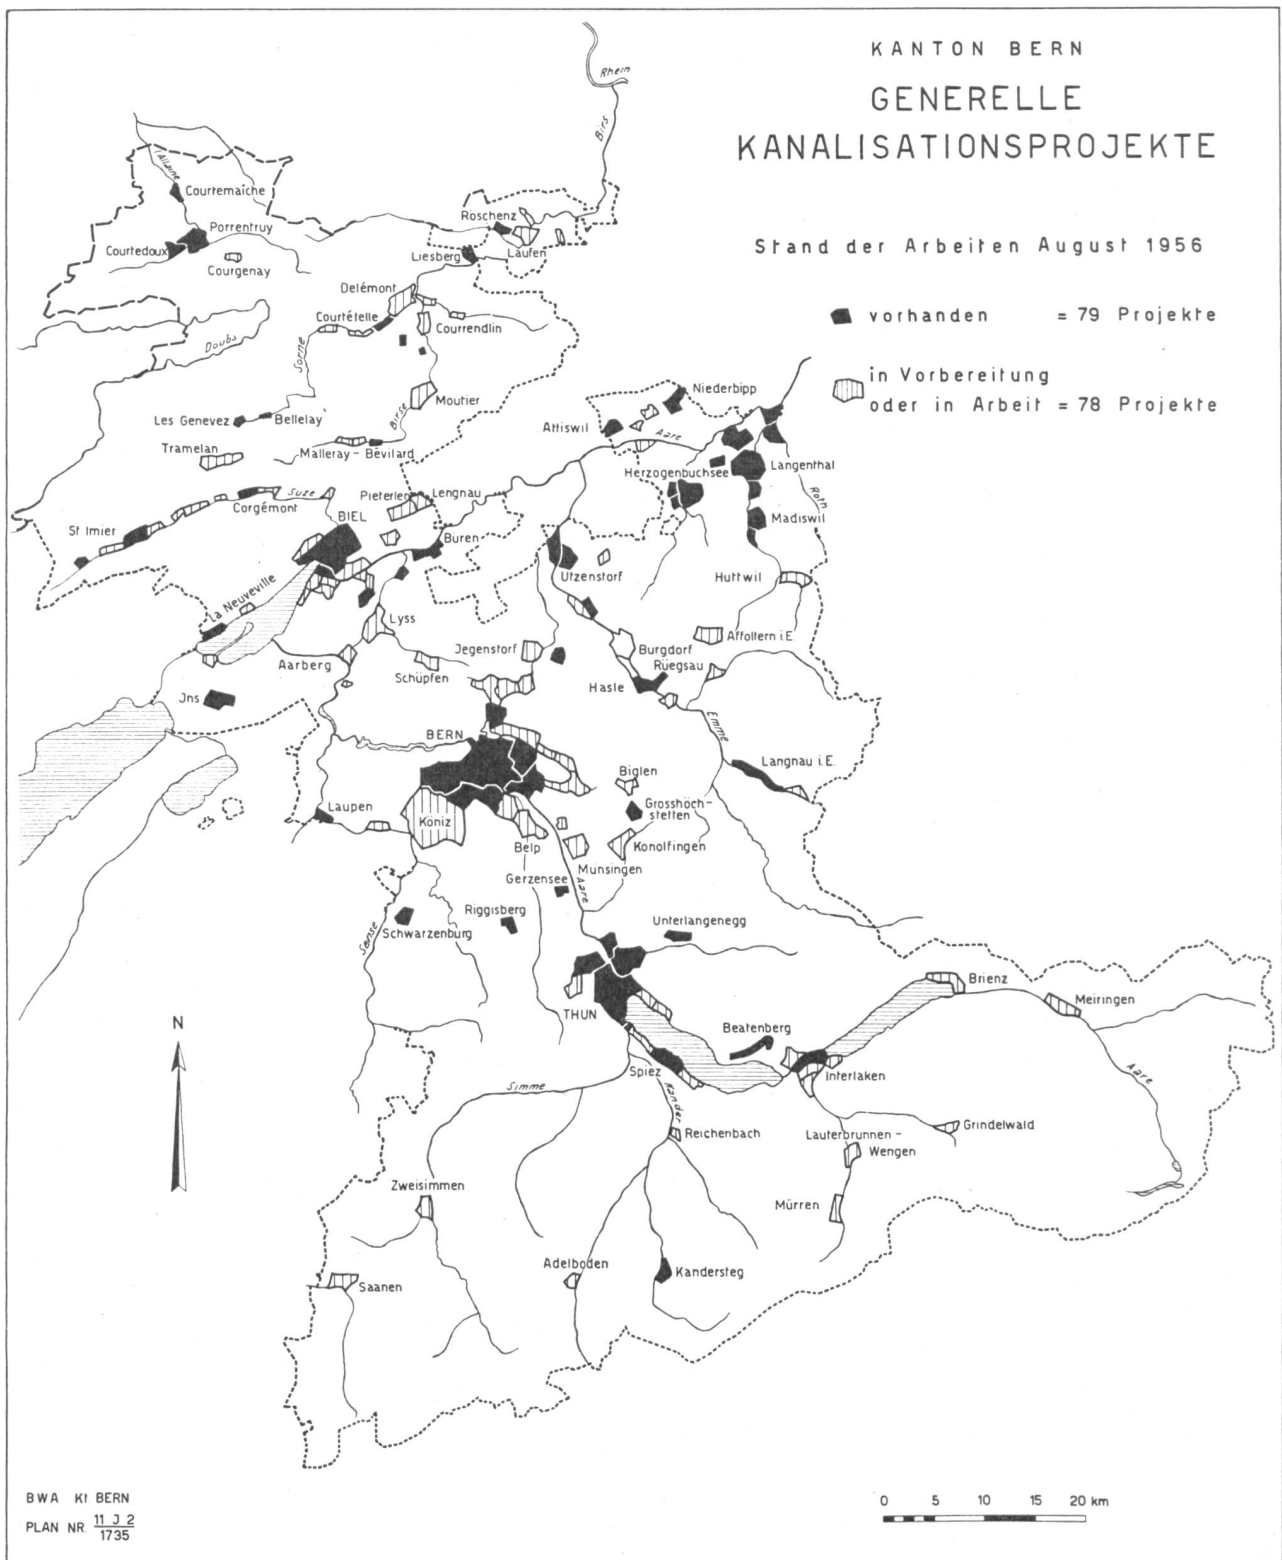 KANTON BERN
GENERELLE
KANALISATIONSPROJEKTE
Stand der Arbeiten August 1956
vorhanden = 79 Projekte
in Vorbereitung
oder in Arbeit = 78 Projekte
Rhein
Birs
l'Allaine
Courtemaîche
Porrentruy
Courtedoux
Courgenay
Röschenz
Laufen
Liesberg
Delémont
Courtételle
Courrendlin
Doubs
Sorne
Birse
Moutier
Les Genevez
Bellelay
Tramelan
Malleray - Bévilard
Niederbipp
Attiswil
Aare
Herzogenbuchsee
Langenthal
Roth
Madiswil
Suze
Corgémont
Pieterlen
Lengnau
St Imier
BIEL
Büren
Utzenstorf
Huttwil
La Neuveville
Lyss
Jegenstorf
Burgdorf
Affoltern i.E.
Rüegsau
Aarberg
Schüpfen
Hasle
Jns
Emme
BERN
Langnau i.E.
Biglen
Grosshöch-
stetten
Laupen
Köniz
Belp
Konolfingen
Münsingen
Gerzensee
Aare
Riggisberg
Schwarzenburg
Sense
Unterlangenegg
Brienz
Meiringen
THUN
Beatenberg
N
Spiez
Interlaken
Aare
Simme
Kander
Reichenbach
Lauterbrunnen -
Wengen
Grindelwald
Zweisimmen
Mürren
Adelboden
Kandersteg
Saanen
BWA Kt BERN
PLAN NR. 11 J 2
1735
0 5 10 15 20 km